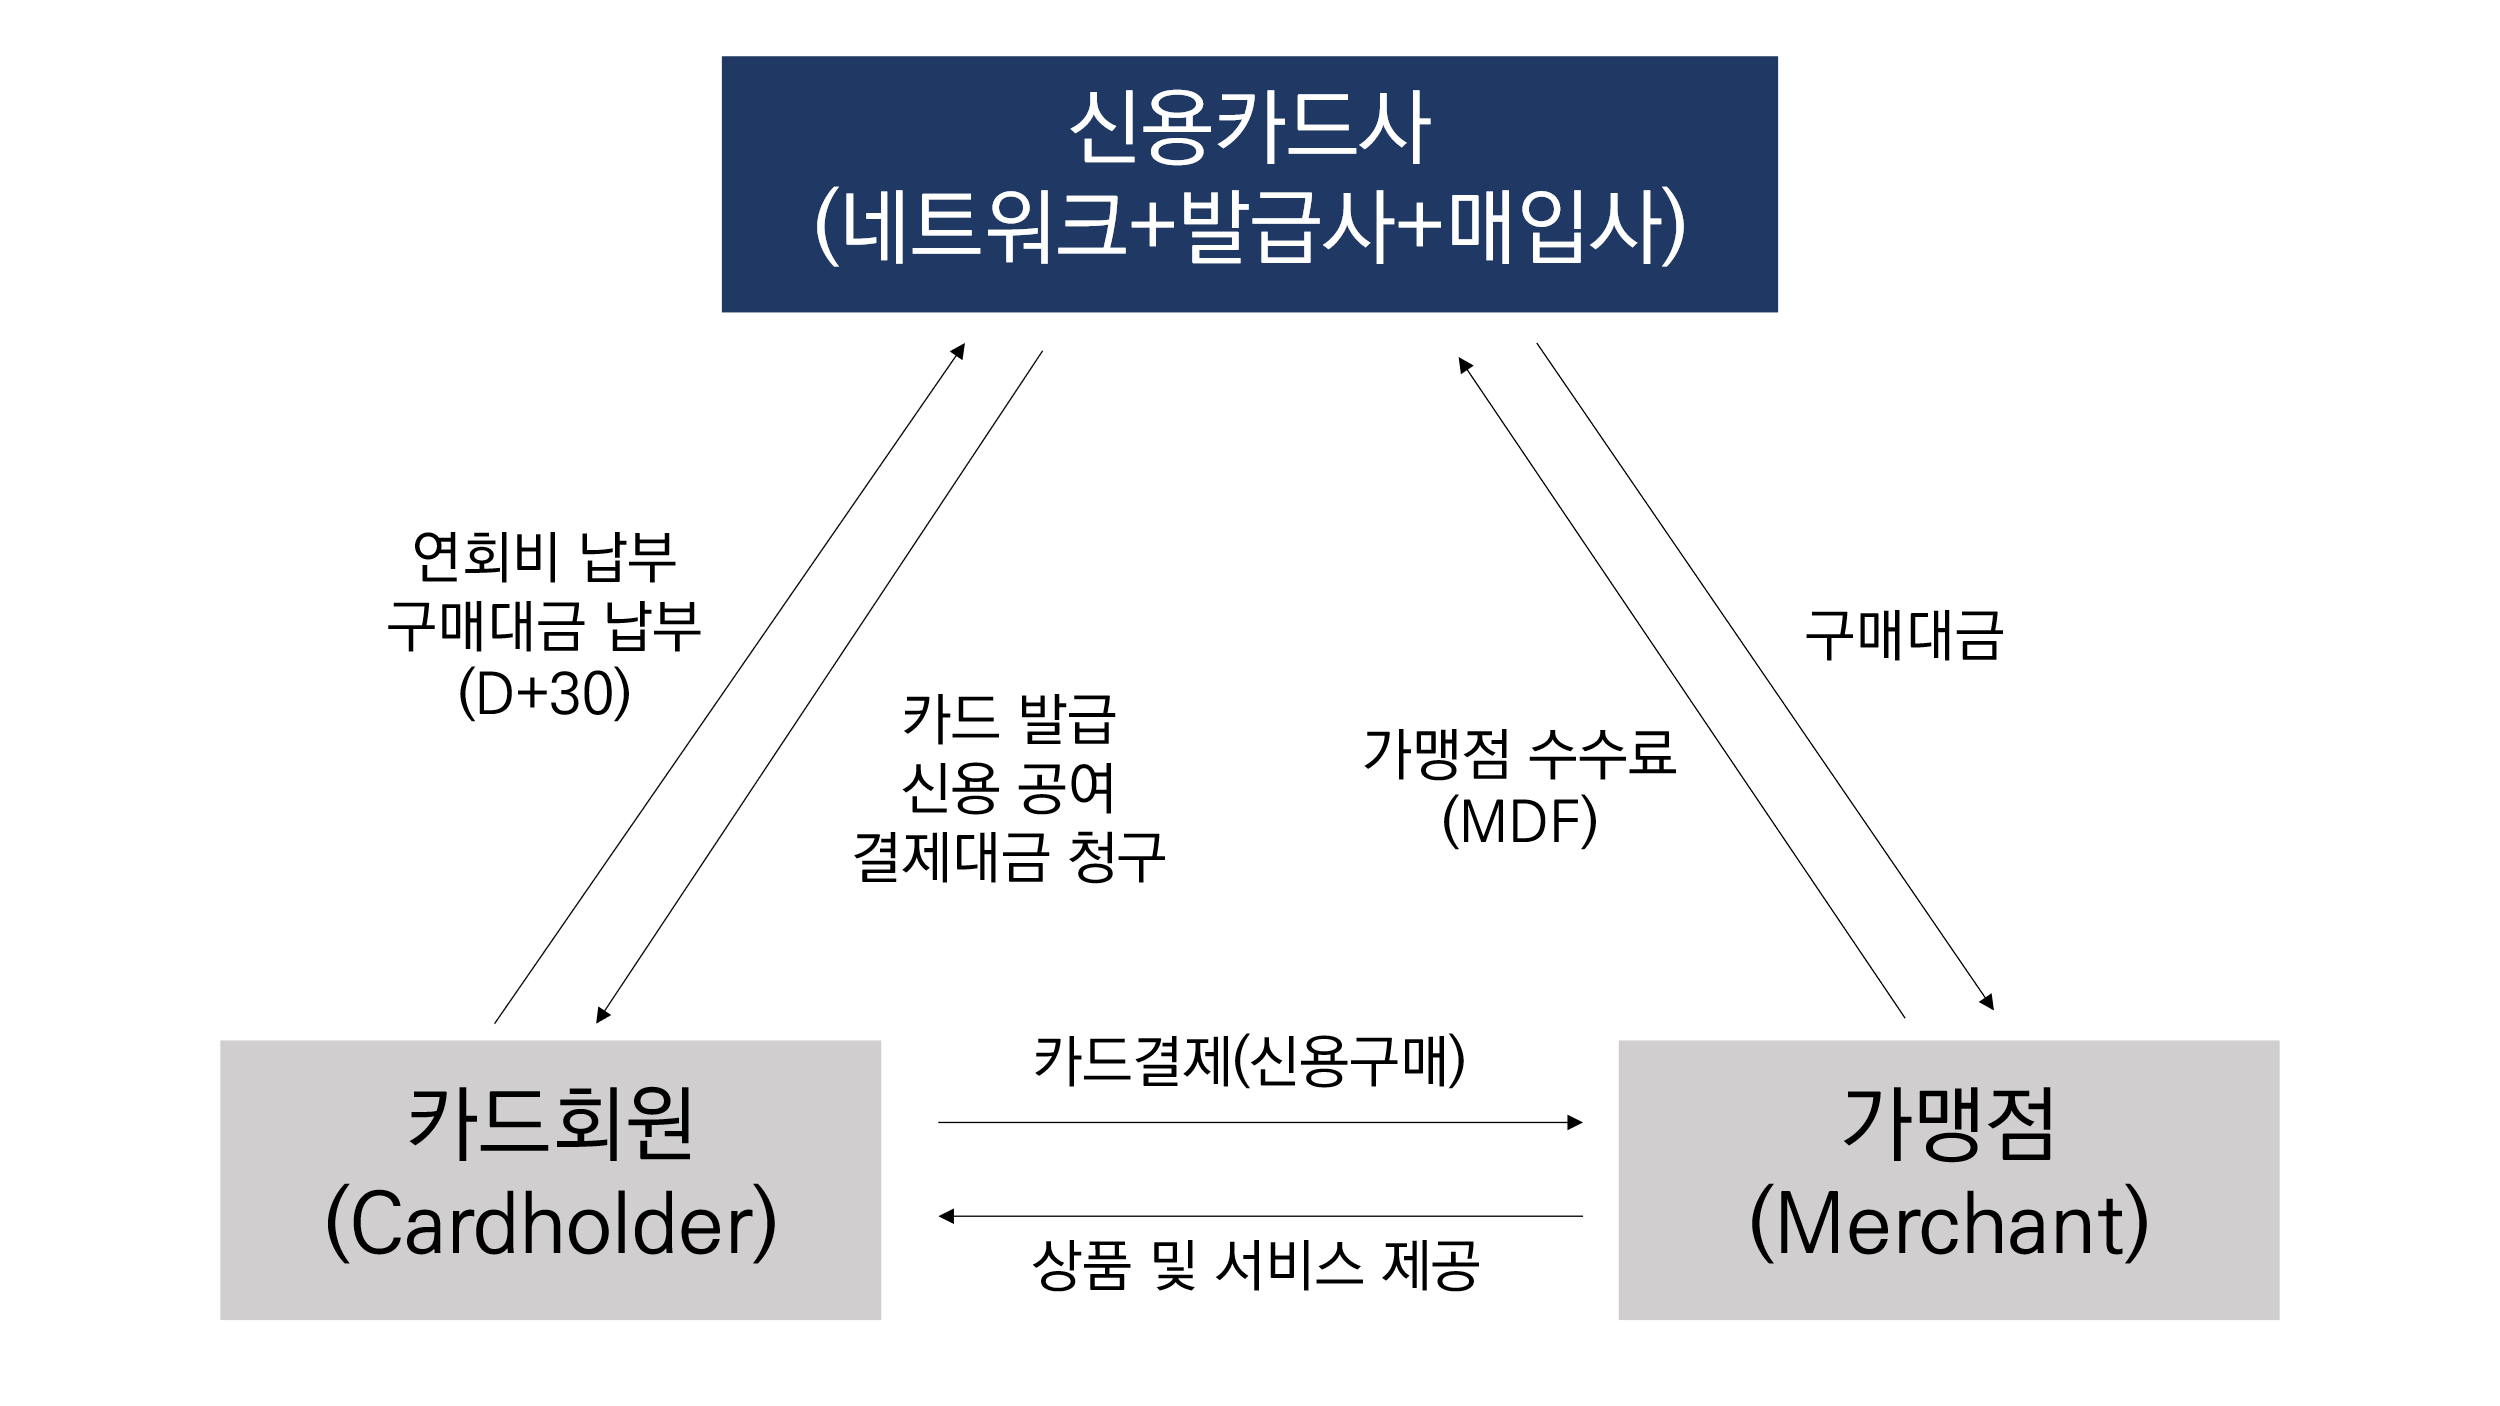 신용카드사
(네트워크+발급사+매입사)
연회비 납부
구매대금 납부
(D+30)
카드 발급
신용 공여
결제대금 청구
가맹점 수수료
(MDF)
구매대금
카드결제(신용구매)
상품 및 서비스 제공
카드회원
(Cardholder)
가맹점
(Merchant)